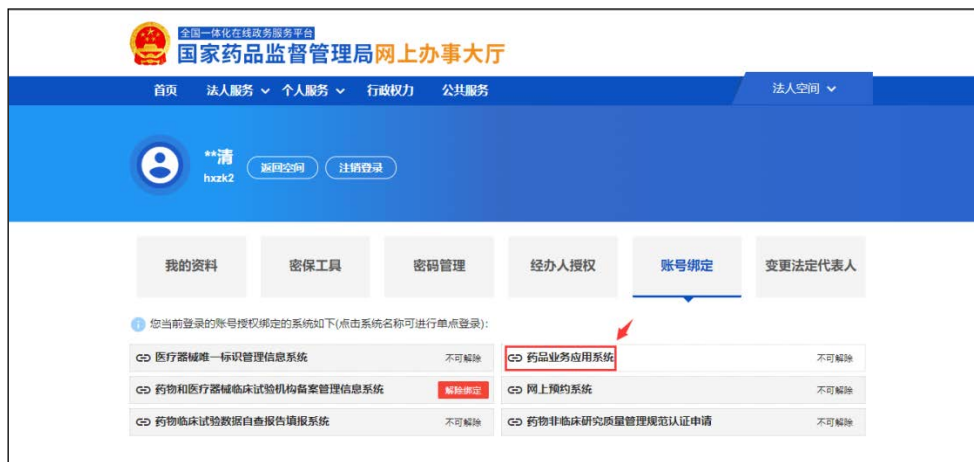 全国一体化在线政务服务平台
国家药品监督管理局网上办事大厅
首页 法人服务 个人服务 行政权力 公共服务 法人空间
**清
hxzk2
返回空间 注销登录
我的资料 密保工具 密码管理 经办人授权 账号绑定 变更法定代表人
您当前登录的账号授权绑定的系统如下(点击系统名称可进行单点登录):
医疗器械唯一标识管理信息系统 不可解除 药品业务应用系统 不可解除
药物和医疗器械临床试验机构备案管理信息系统 解除绑定 网上预约系统 不可解除
药物临床试验数据自查报告填报系统 不可解除 药物非临床研究质量管理规范认证申请 不可解除